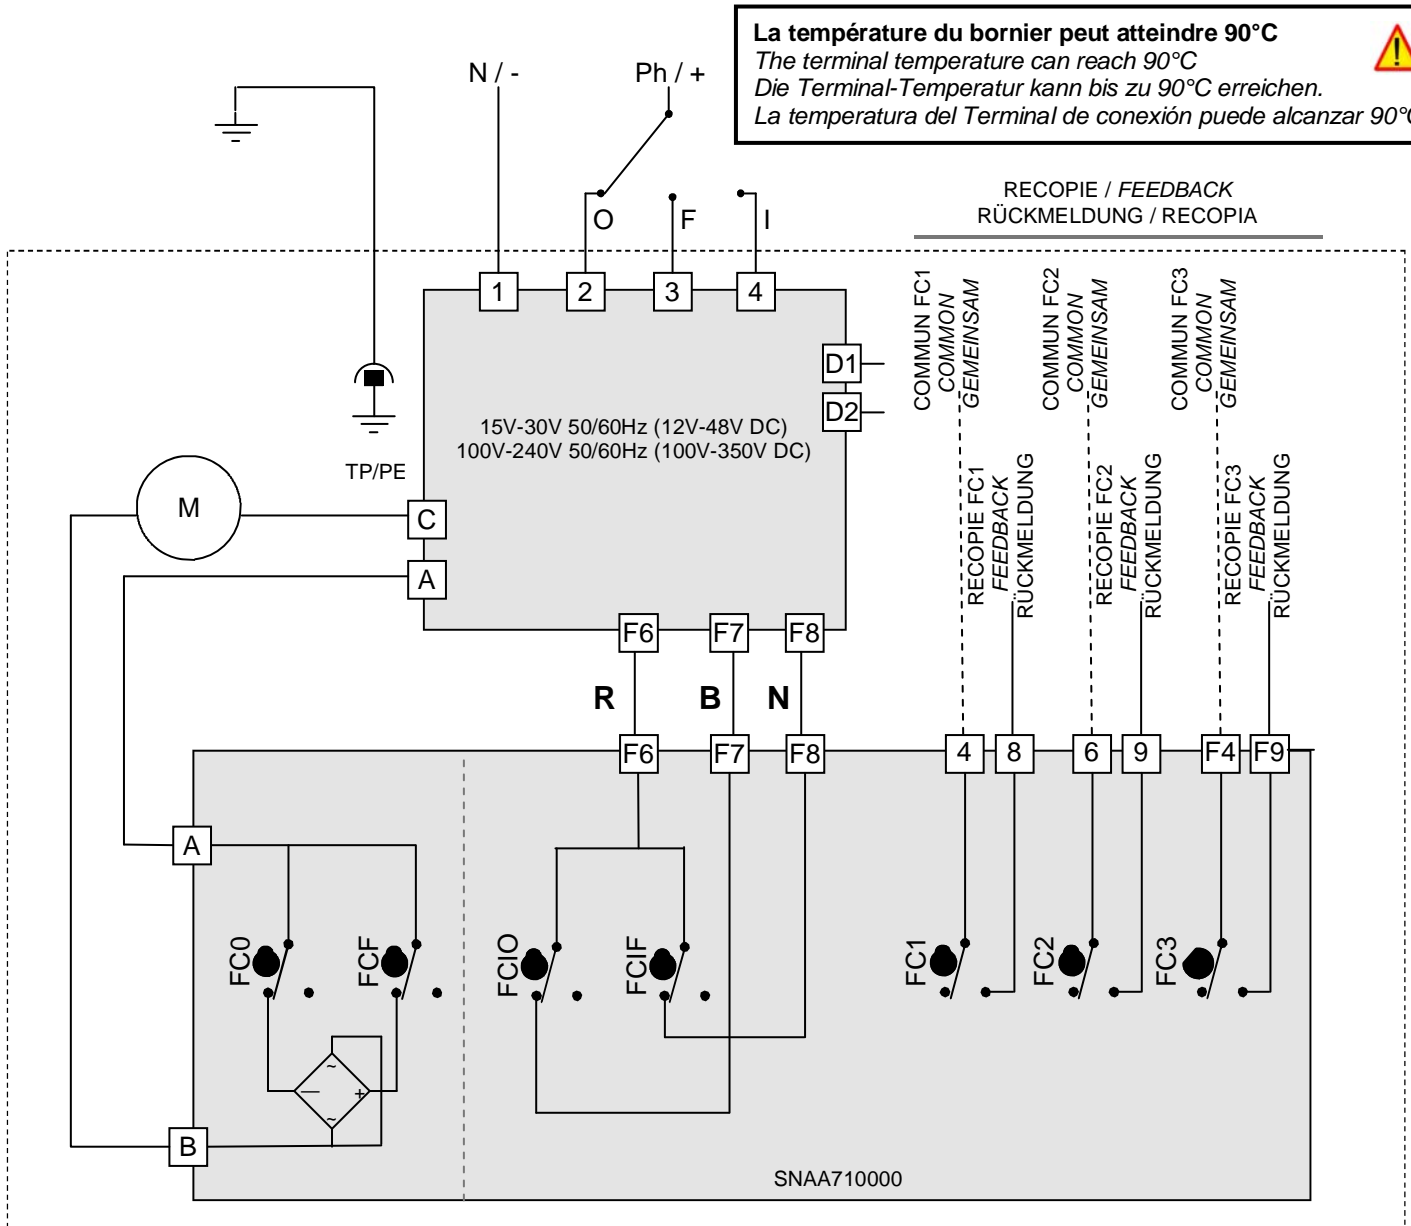 La température du bornier peut atteindre 90°C
The terminal temperature can reach 90°C
Die Terminal-Temperatur kann bis zu 90°C erreichen.
La temperatura del Terminal de conexión puede alcanzar 90°C
N / -
Ph / +
RECOPIE / FEEDBACK
RÜCKMELDUNG / RECOPIA
O
F
I
1
2
3
4
D1
D2
COMMUN FC1
COMMON
GEMEINSAM
COMMUN FC2
COMMON
GEMEINSAM
COMMUN FC3
COMMON
GEMEINSAM
15V-30V 50/60Hz (12V-48V DC)
100V-240V 50/60Hz (100V-350V DC)
TP/PE
M
C
A
RECOPIE FC1
FEEDBACK
RÜCKMELDUNG
RECOPIE FC2
FEEDBACK
RÜCKMELDUNG
RECOPIE FC3
FEEDBACK
RÜCKMELDUNG
F6
F7
F8
R
B
N
F6
F7
F8
4
8
6
9
F4
F9
A
FC0
FCF
FCIO
FCIF
FC1
FC2
FC3
~
—
+
~
B
SNAA710000